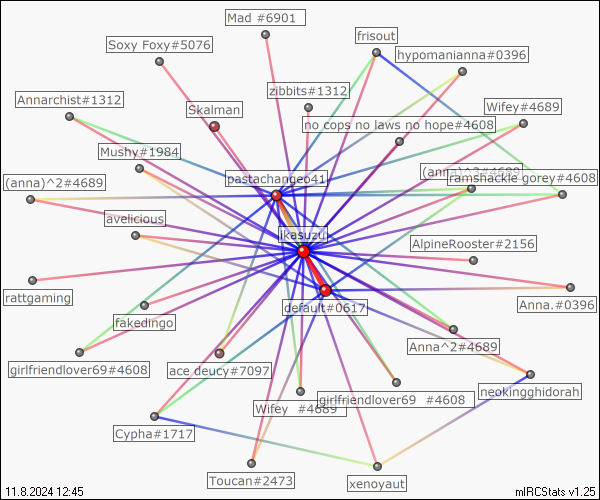 Mad #6901
Soxy Foxy#5076
frisout
hypomanianna#0396
zibbits#1312
Annarchist#1312
Skalman
Wifey#4689
no cops no laws no hope#4608
Mushy#1984
(anna)^2#4689
pastachangeo41
(anna)^2#4689
ramshackle gorey#4608
avelicious
ikasuzu
AlpineRooster#2156
rattgaming
fakedingo
default#0617
Anna.#0396
girlfriendlover69#4608
ace deucy#7097
Anna^2#4689
neokingghidorah
Wifey #4689
girlfriendlover69 #4608
Cypha#1717
Toucan#2473
xenoyaut
11.8.2024 12:45
mIRCStats v1.25